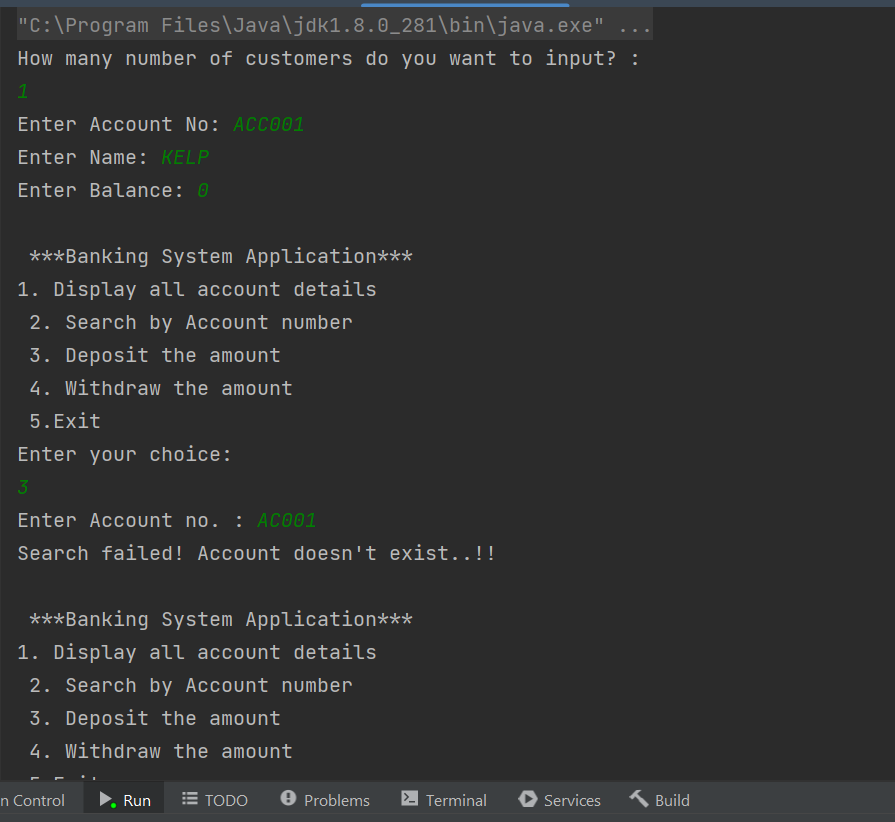 "C:\Program Files\Java\jdk1.8.0_281\bin\java.exe" ...
How many number of customers do you want to input? :
1
Enter Account No: ACC001
Enter Name: KELP
Enter Balance: 0
***Banking System Application***
1. Display all account details
2. Search by Account number
3. Deposit the amount
4. Withdraw the amount
5.Exit
Enter your choice:
3
Enter Account no. : AC001
Search failed! Account doesn't exist..!!
***Banking System Application***
1. Display all account details
2. Search by Account number
3. Deposit the amount
4. Withdraw the amount
n Control Run TODO Problems Terminal Services Build